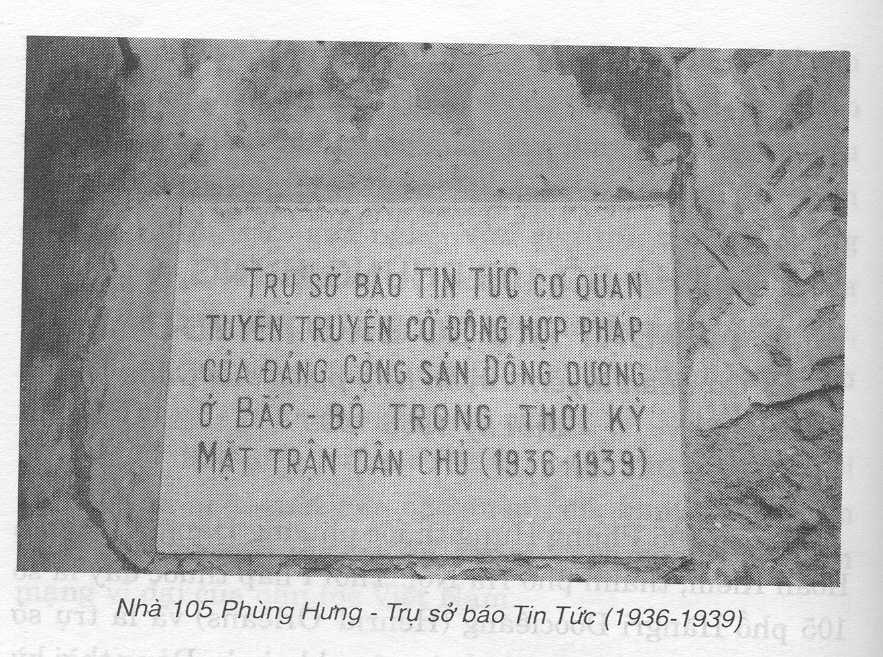 TRỤ SỞ BÁO TIN TỨC CƠ QUAN
TUYÊN TRUYỀN CỔ ĐỘNG HỢP PHÁP
CỦA ĐẢNG CỘNG SẢN ĐÔNG DƯƠNG
Ở BẮC - BỘ TRONG THỜI KỲ
MẶT TRẬN DÂN CHỦ (1936-1939)
Nhà 105 Phùng Hưng - Trụ sở báo Tin Tức (1936-1939)